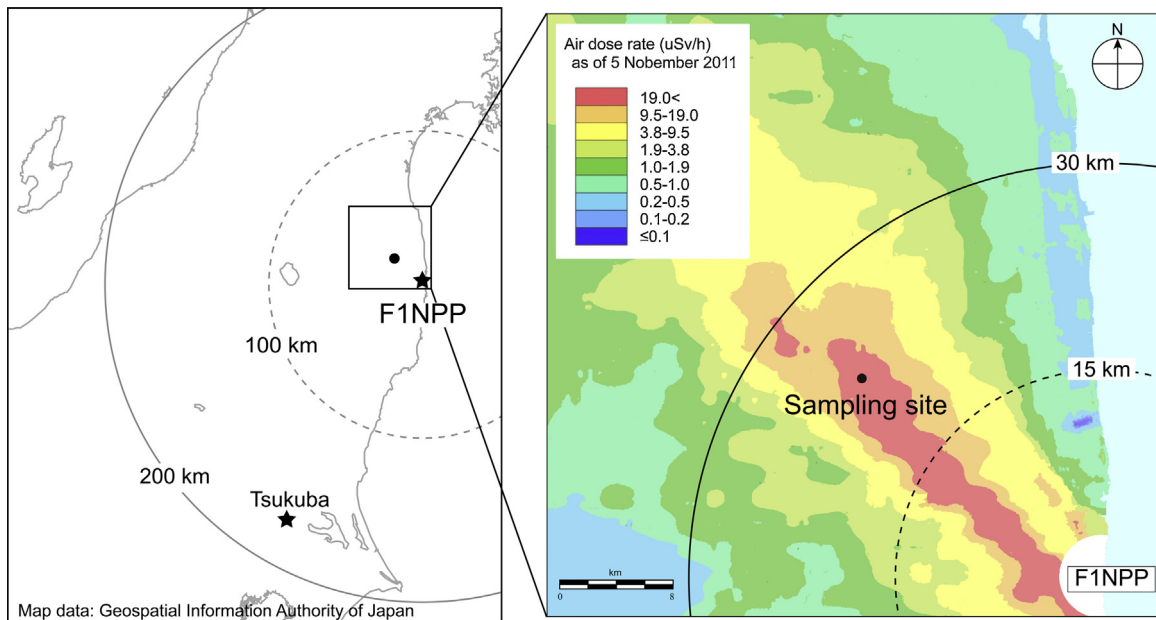 F1NPP
100 km
200 km
Tsukuba
Map data: Geospatial Information Authority of Japan
Air dose rate (uSv/h)
as of 5 Nobember 2011
19.0<
9.5-19.0
3.8-9.5
1.9-3.8
1.0-1.9
0.5-1.0
0.2-0.5
0.1-0.2
≤0.1
N
30 km
15 km
Sampling site
F1NPP
km
0 8